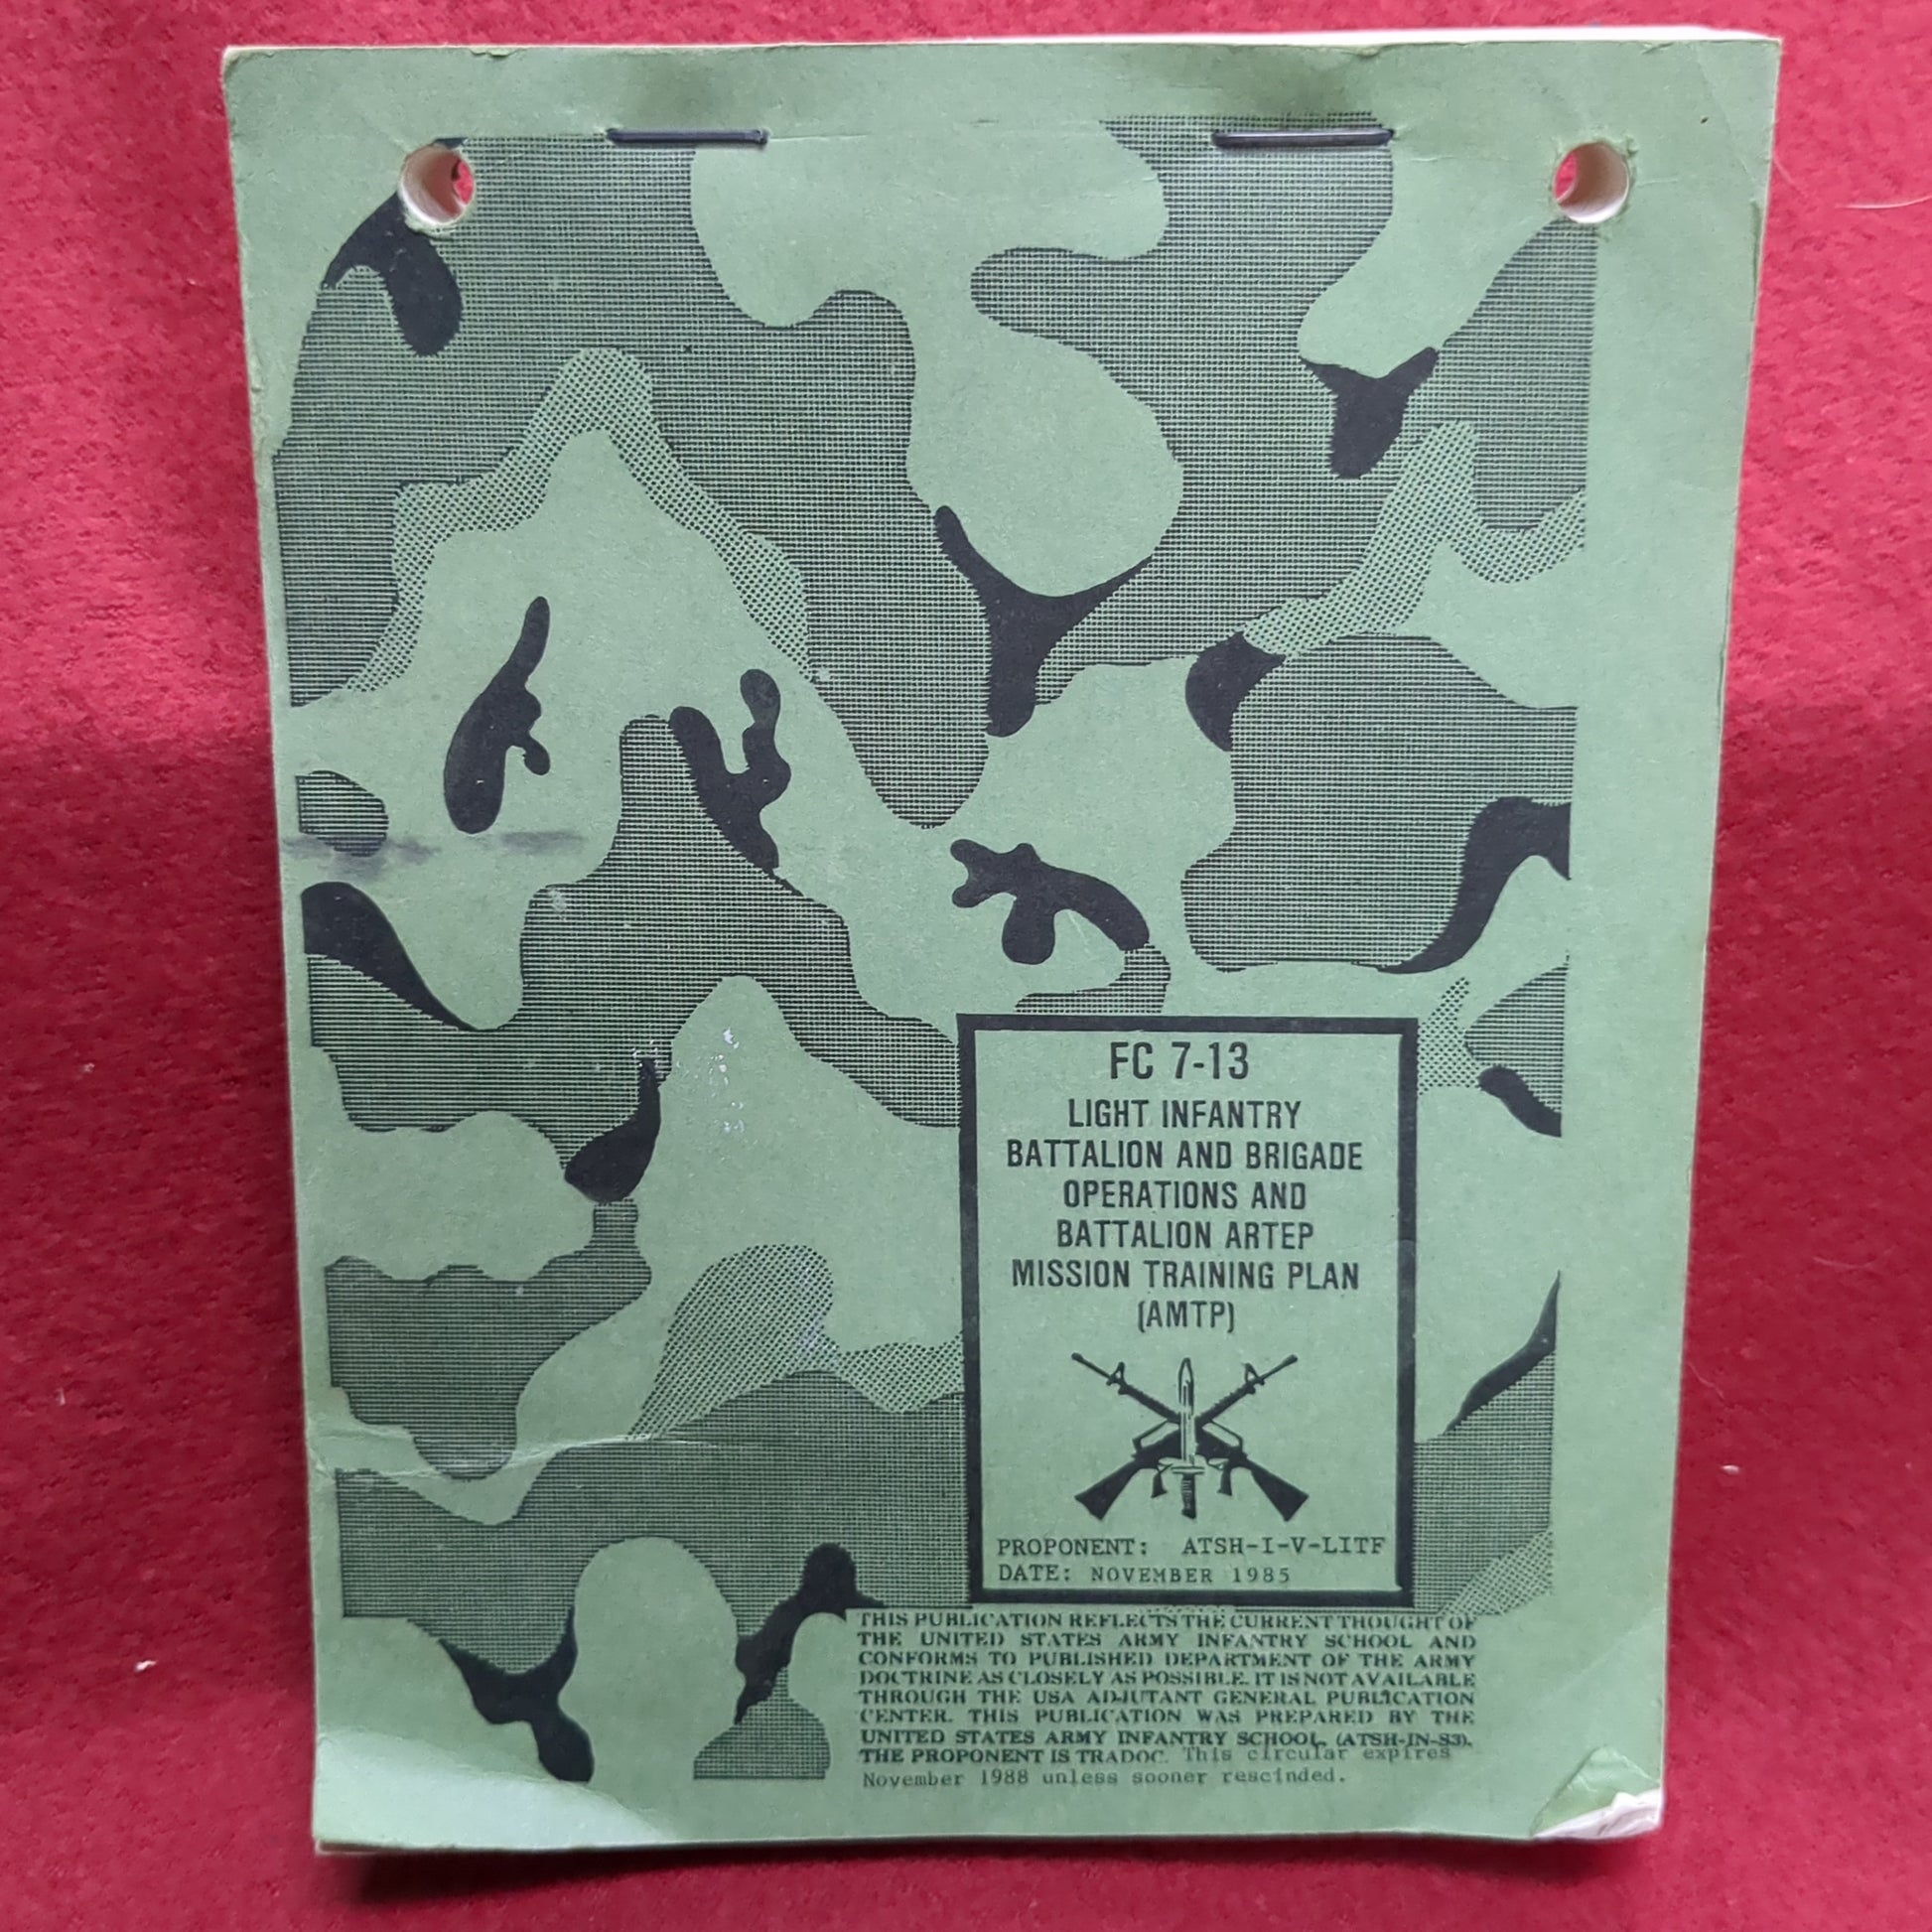 FC 7-13
LIGHT INFANTRY
BATTALION AND BRIGADE
OPERATIONS AND
BATTALION ARTEP
MISSION TRAINING PLAN
(AMTP)
PROPONENT: ATSH-I-V-LITF
DATE: NOVEMBER 1985
THIS PUBLICATION REFLECTS THE CURRENT THOUGHT OF
THE UNITED STATES ARMY INFANTRY SCHOOL AND
CONFORMS TO PUBLISHED DEPARTMENT OF THE ARMY
DOCTRINE AS CLOSELY AS POSSIBLE. IT IS NOT AVAILABLE
THROUGH THE USA ADJUTANT GENERAL PUBLICATION
CENTER. THIS PUBLICATION WAS PREPARED BY THE
UNITED STATES ARMY INFANTRY SCHOOL, (ATSH-IN-S3).
THE PROPONENT IS TRADOC. This circular expires
November 1988 unless sooner rescinded.